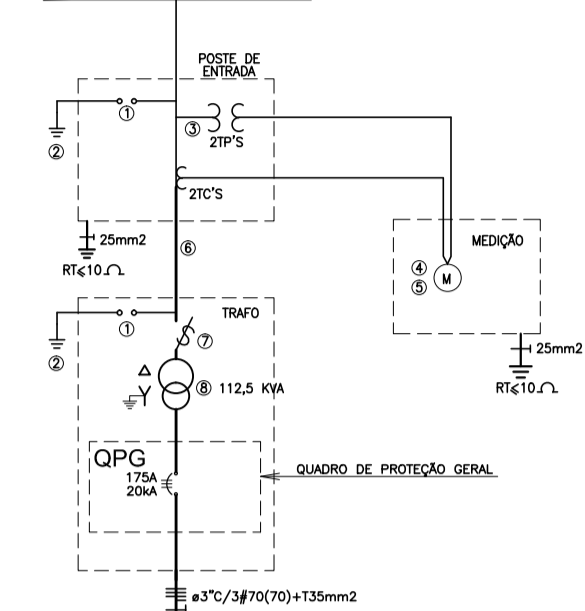 POSTE DE
ENTRADA
①
②
③
2TP'S
2TC'S
25mm2
RT⩽10Ω
⑥
MEDIÇÃO
④
⑤
M
25mm2
RT⩽10Ω
TRAFO
①
②
⑦
Δ
Y
⑧ 112,5 KVA
QPG
175A
20kA
QUADRO DE PROTEÇÃO GERAL
ø3"C/3#70(70)+T35mm2